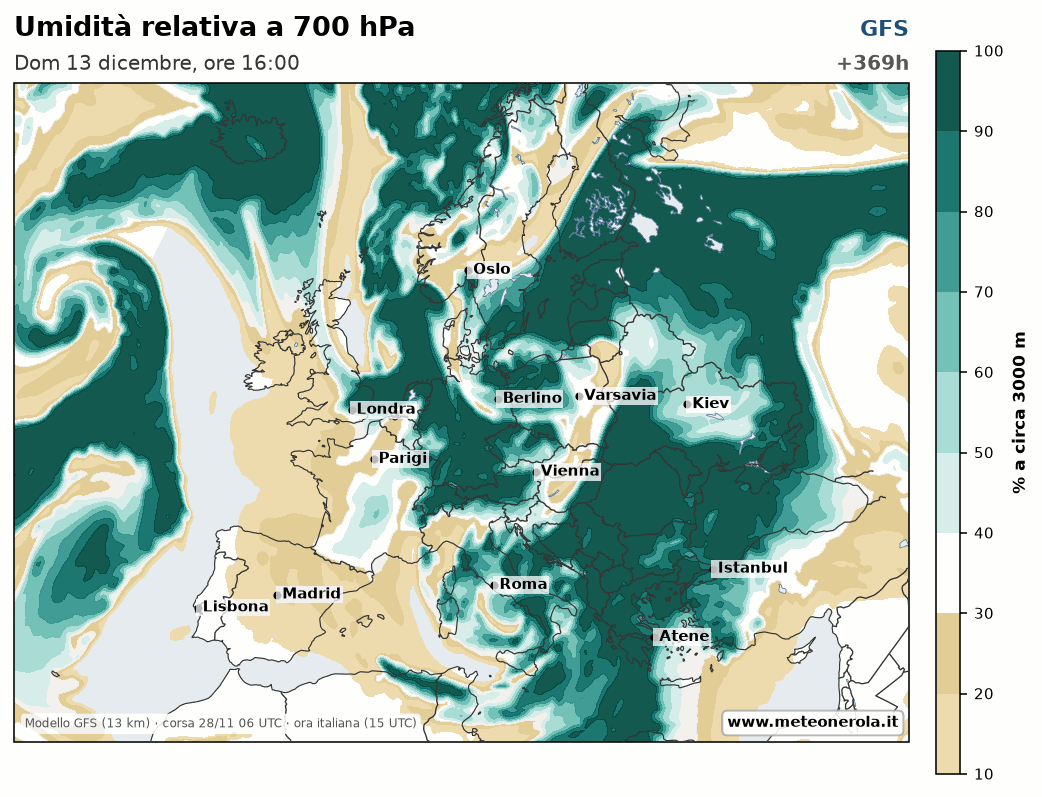 Umidità relativa a 700 hPa
GFS
Dom 13 dicembre, ore 16:00
+369h
Oslo
Berlino
Varsavia
Kiev
Londra
Parigi
Vienna
Istanbul
Roma
Madrid
Lisbona
Atene
Modello GFS (13 km) · corsa 28/11 06 UTC · ora italiana (15 UTC)
www.meteonerola.it
100
90
80
70
60
50
40
30
20
10
% a circa 3000 m